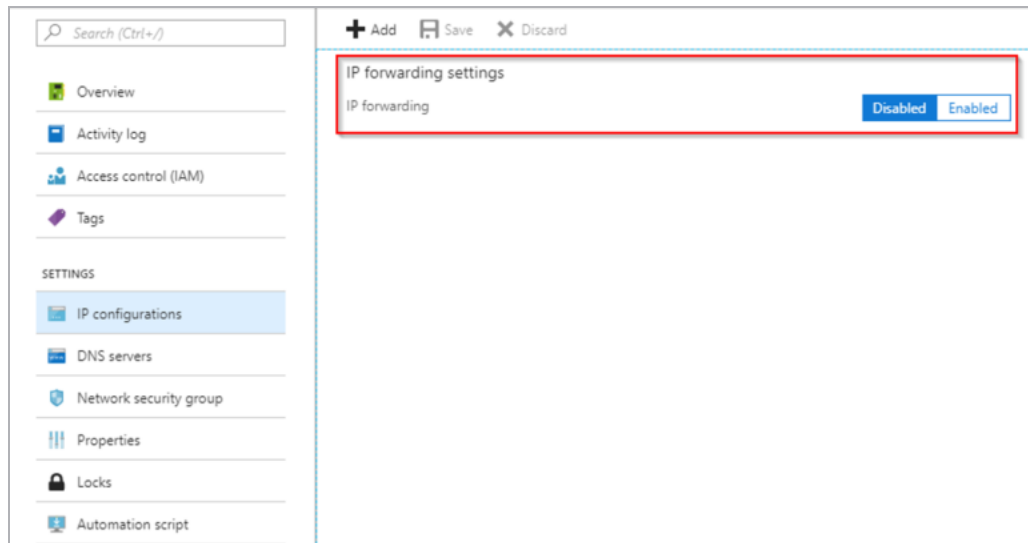 Search (Ctrl+/)
Overview
Activity log
Access control (IAM)
Tags
SETTINGS
IP configurations
DNS servers
Network security group
Properties
Locks
Automation script
Add Save Discard
IP forwarding settings
IP forwarding Disabled Enabled